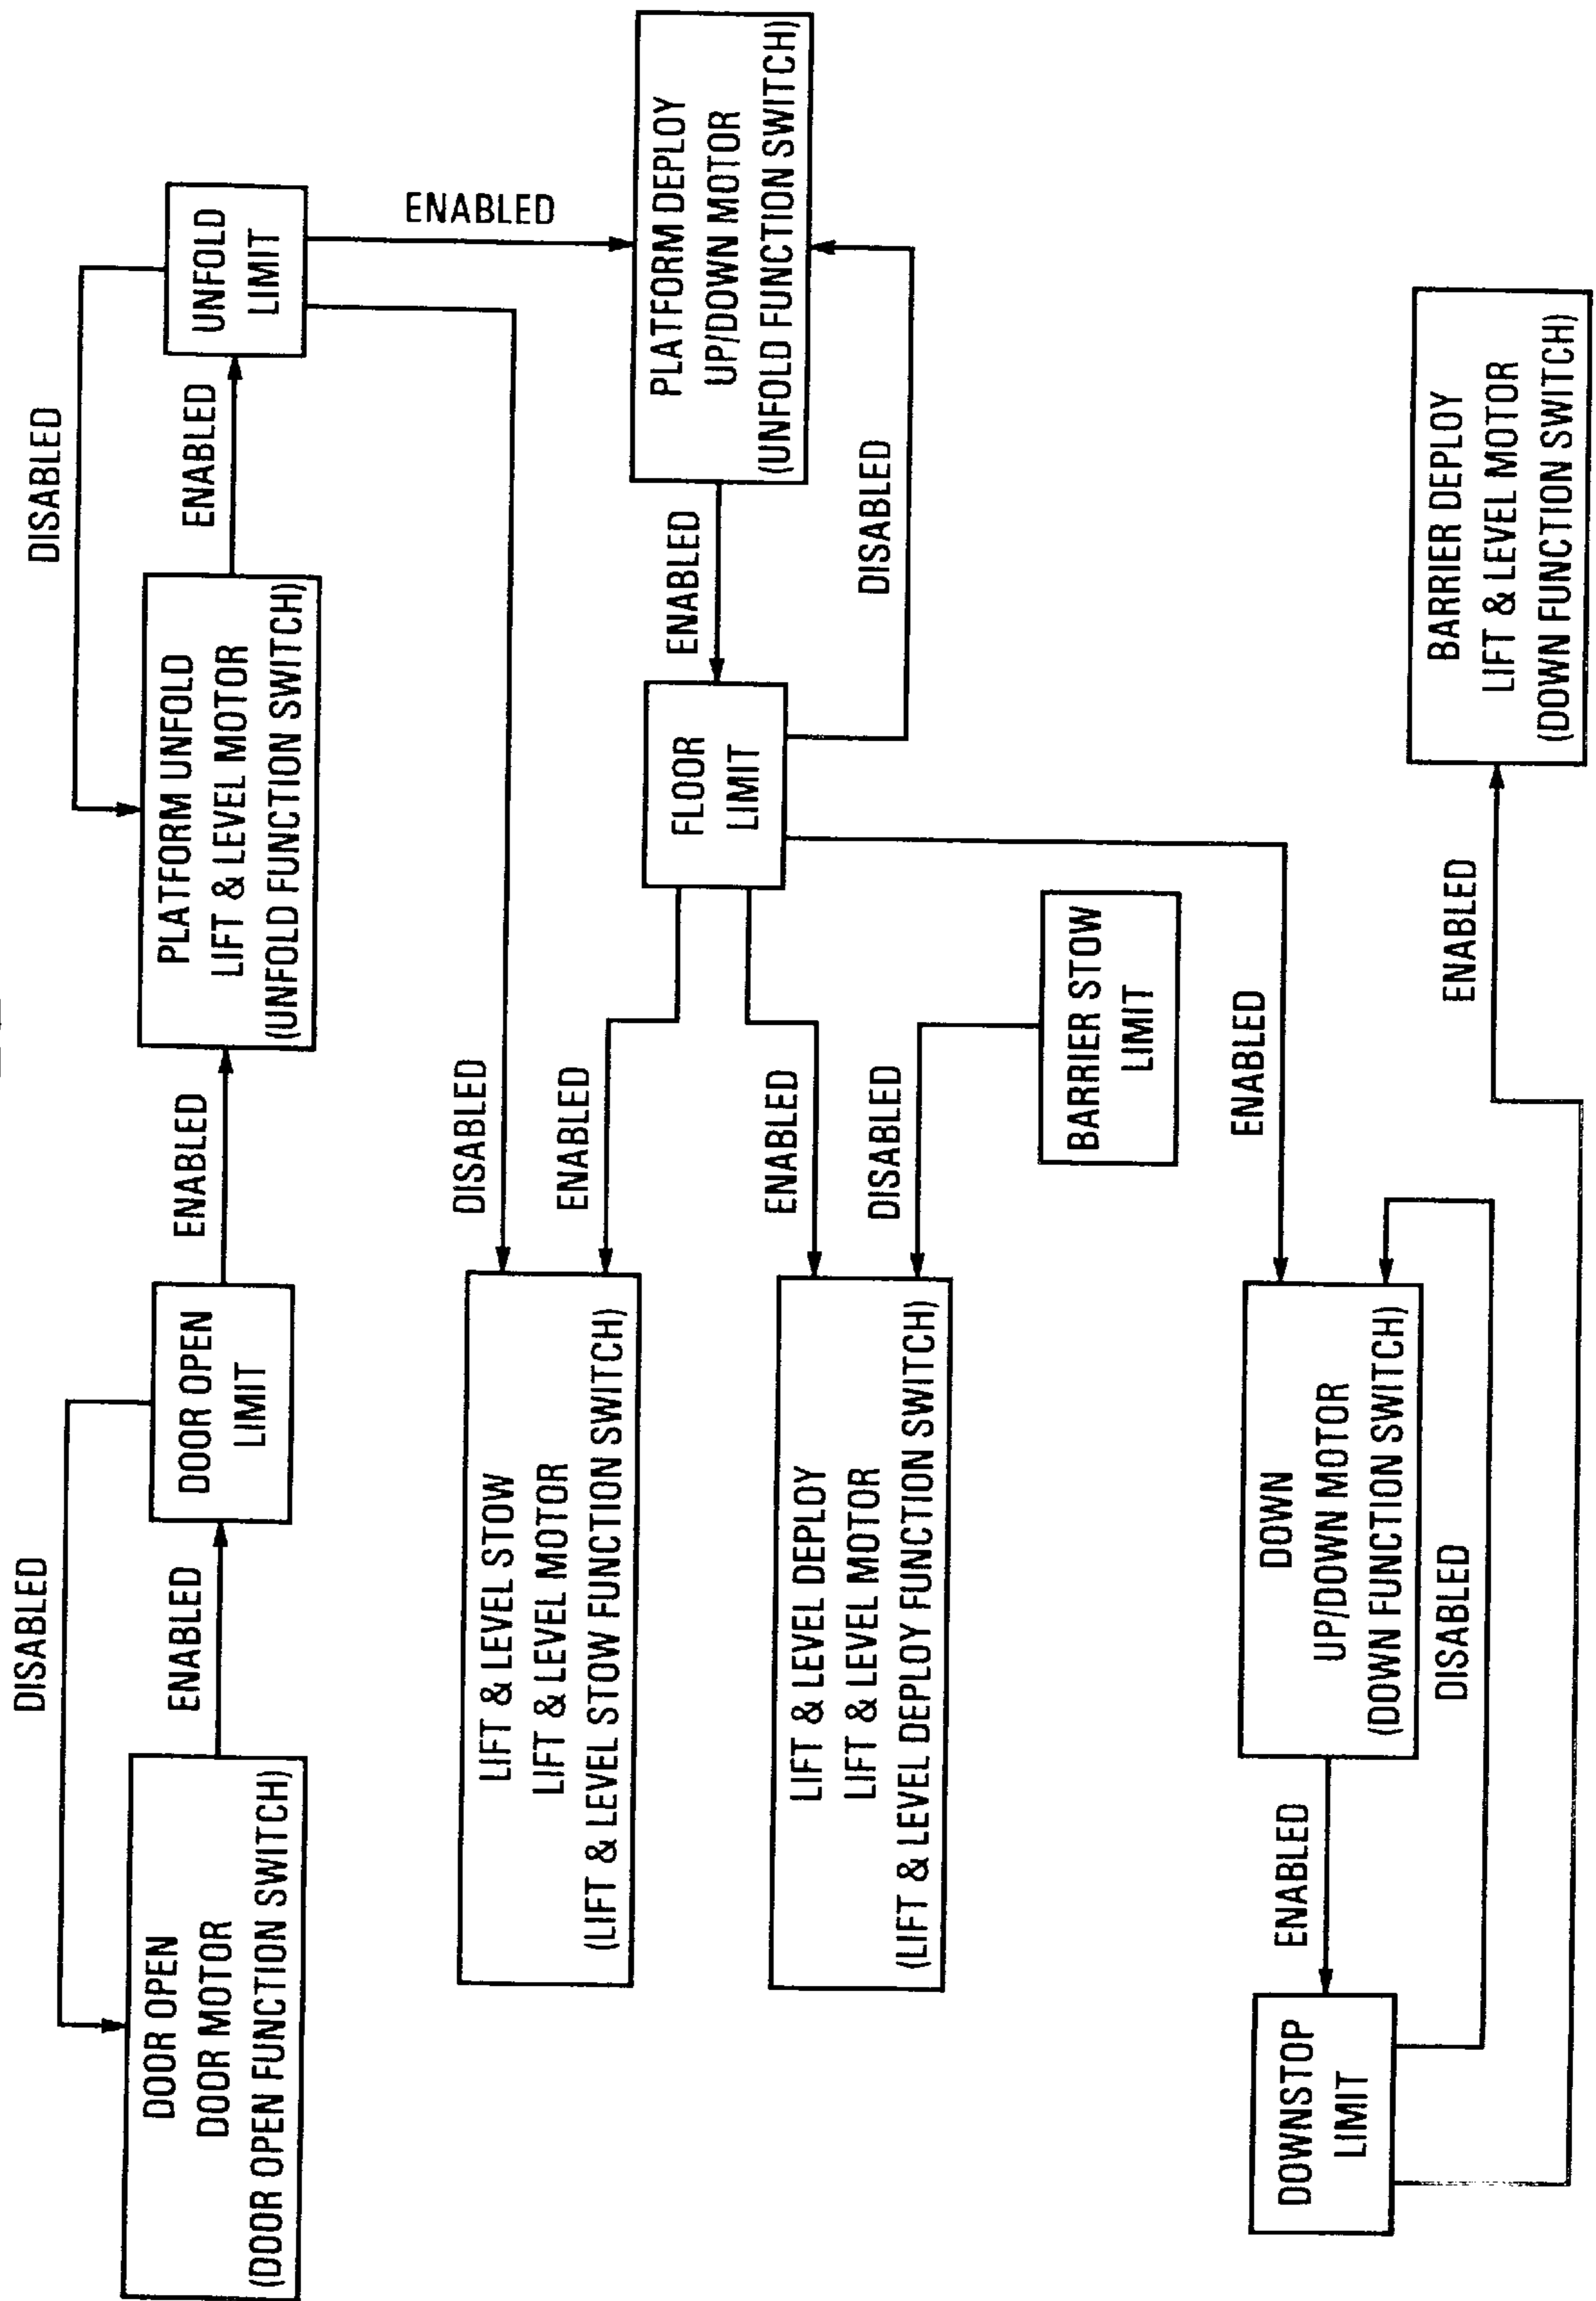 DISABLED
DISABLED
DOOR OPEN
DOOR MOTOR
(DOOR OPEN FUNCTION SWITCH)
ENABLED
DOOR OPEN
LIMIT
ENABLED
PLATFORM UNFOLD
LIFT & LEVEL MOTOR
(UNFOLD FUNCTION SWITCH)
ENABLED
UNFOLD
LIMIT
ENABLED
LIFT & LEVEL STOW
LIFT & LEVEL MOTOR
(LIFT & LEVEL STOW FUNCTION SWITCH)
DISABLED
ENABLED
FLOOR
LIMIT
ENABLED
PLATFORM DEPLOY
UP/DOWN MOTOR
(UNFOLD FUNCTION SWITCH)
DISABLED
LIFT & LEVEL DEPLOY
LIFT & LEVEL MOTOR
(LIFT & LEVEL DEPLOY FUNCTION SWITCH)
ENABLED
DISABLED
BARRIER STOW
LIMIT
ENABLED
DOWNSTOP
LIMIT
ENABLED
DOWN
UP/DOWN MOTOR
(DOWN FUNCTION SWITCH)
DISABLED
ENABLED
BARRIER DEPLOY
LIFT & LEVEL MOTOR
(DOWN FUNCTION SWITCH)